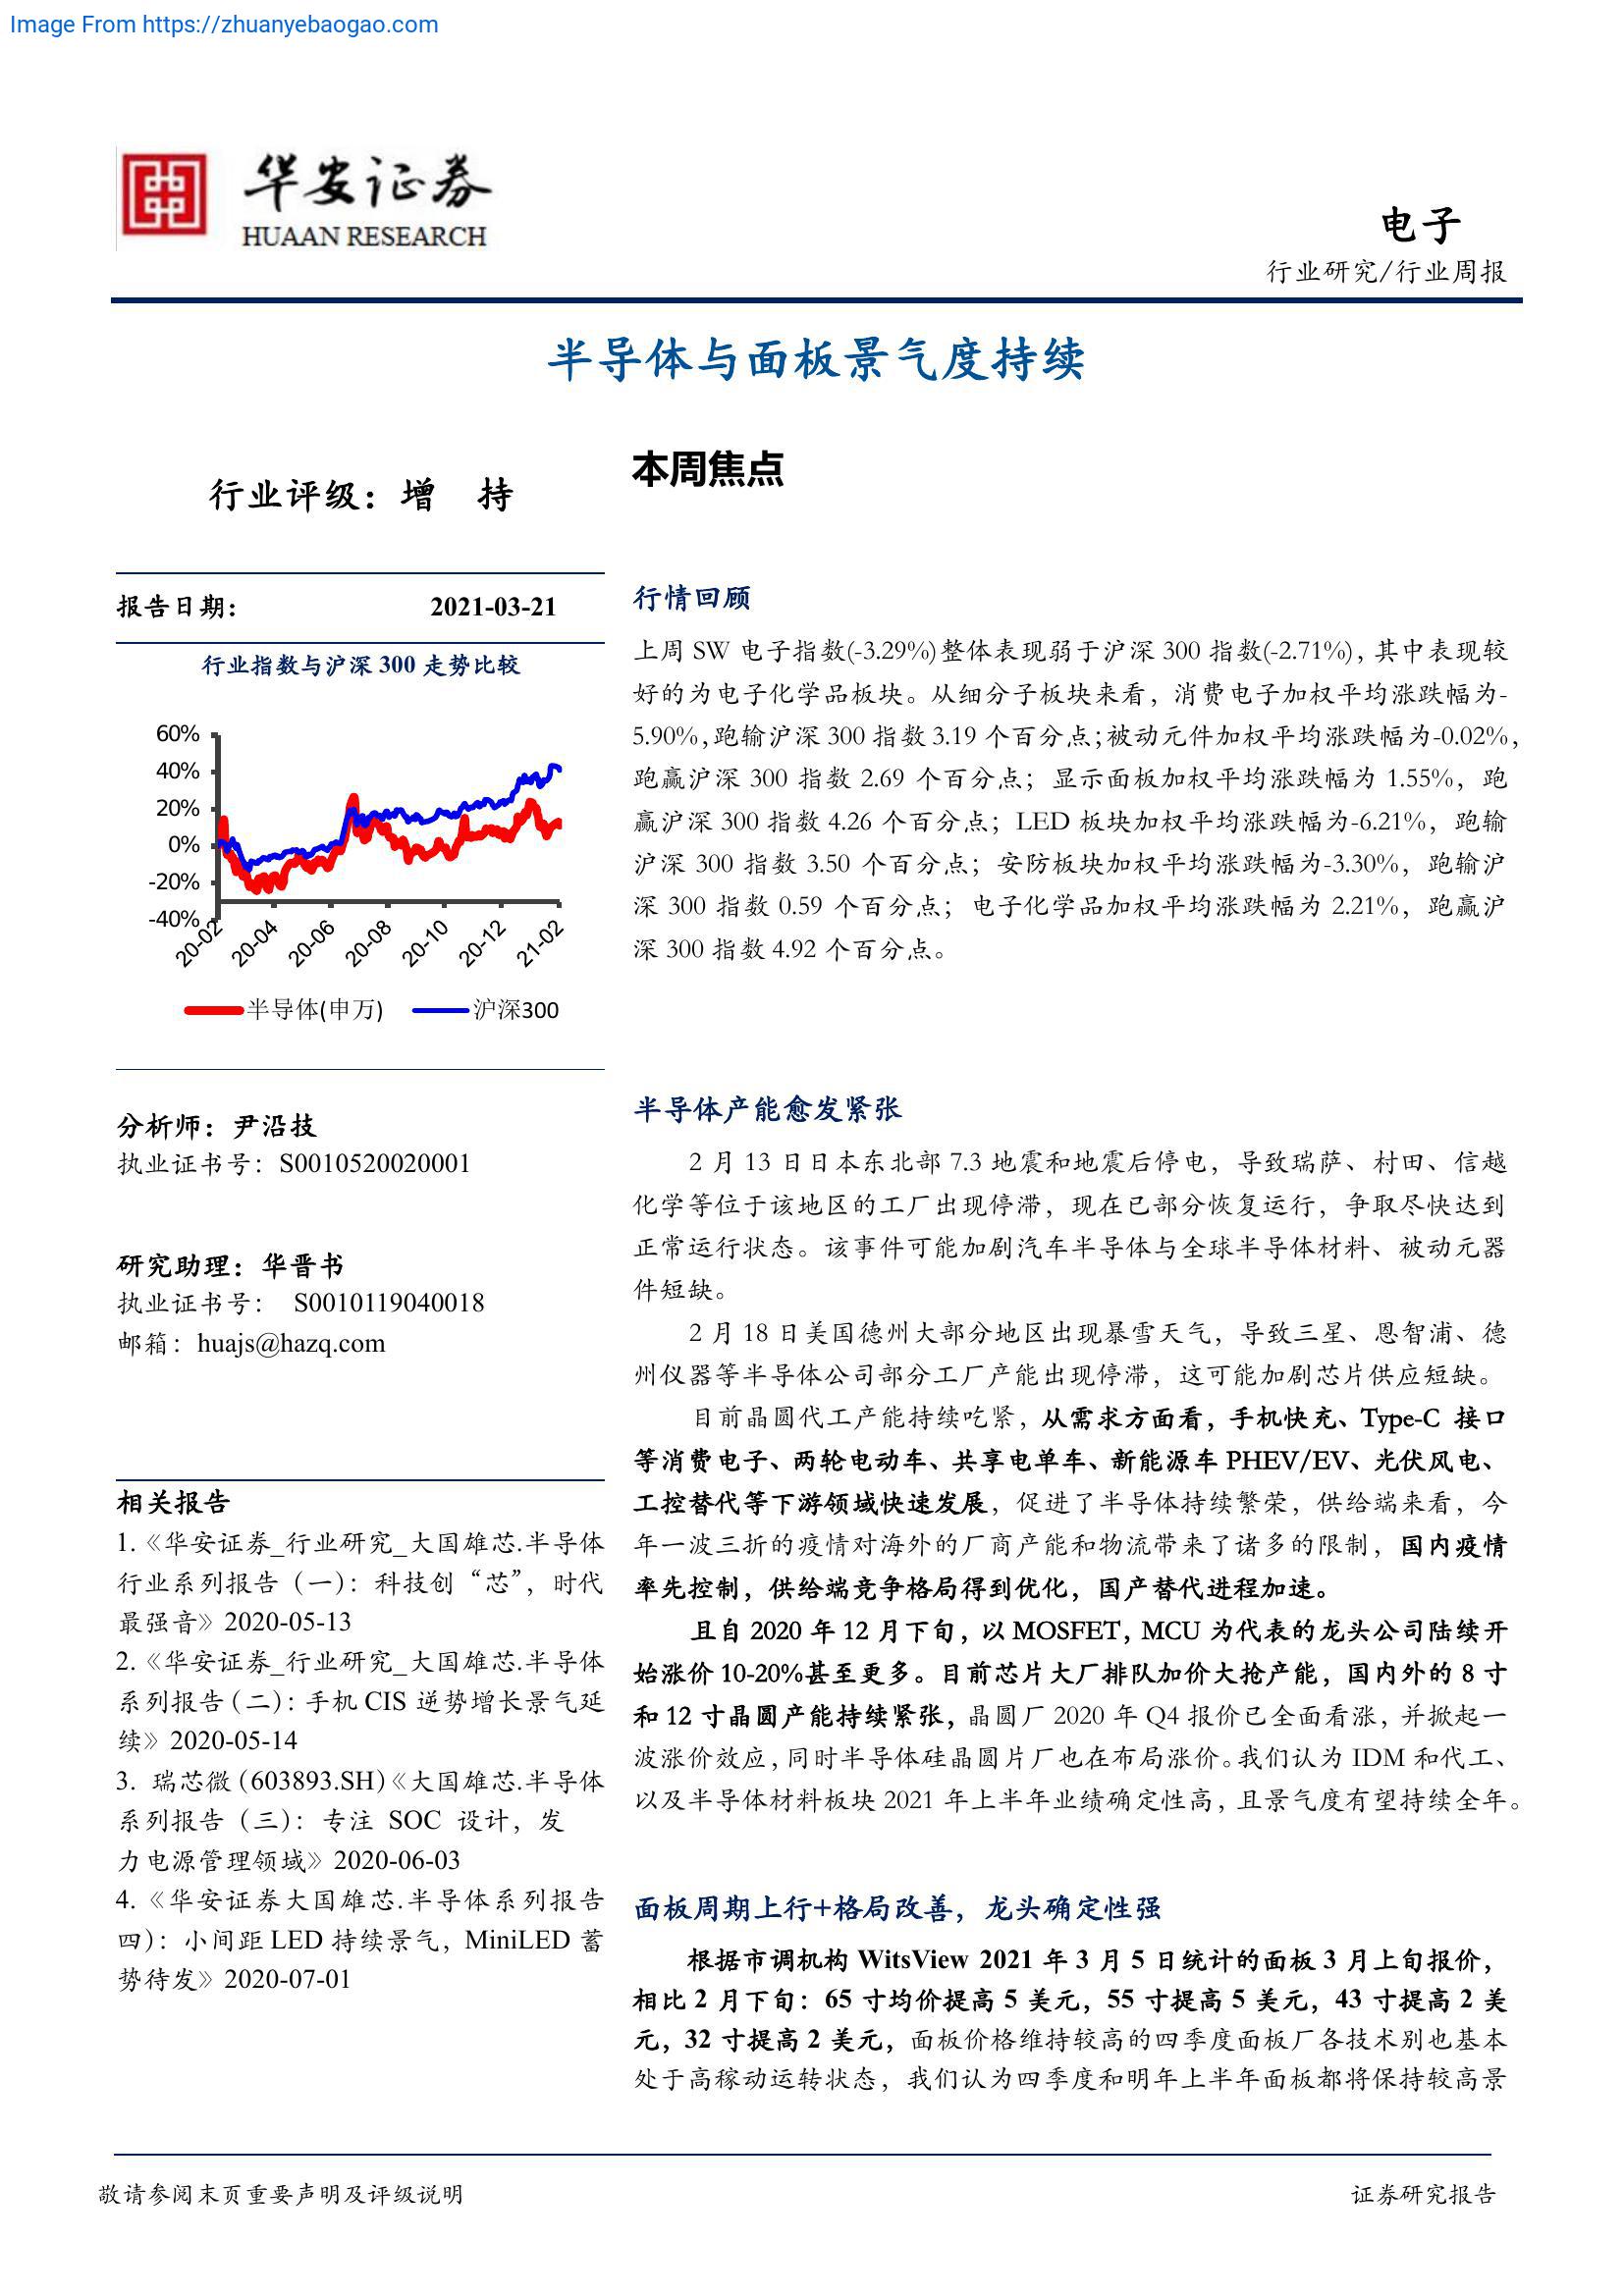 Image From https://zhuanyebaogao.com
华安证券
HUAAN RESEARCH
电子
行业研究/行业周报
半导体与面板景气度持续
行业评级：增 持
报告日期： 2021-03-21
行业指数与沪深 300 走势比较
60%
40%
20%
0%
-20%
-40%
20-02
20-04
20-06
20-08
20-10
20-12
21-02
半导体(申万) 沪深300
分析师：尹沿技
执业证书号：S0010520020001
研究助理：华晋书
执业证书号： S0010119040018
邮箱：huajs@hazq.com
相关报告
1.《华安证券_行业研究_大国雄芯.半导体
行业系列报告（一）：科技创“芯”，时代
最强音》2020-05-13
2.《华安证券_行业研究_大国雄芯.半导体
系列报告（二）：手机 CIS 逆势增长景气延
续》2020-05-14
3. 瑞芯微（603893.SH）《大国雄芯.半导体
系列报告（三）：专注 SOC 设计，发
力电源管理领域》2020-06-03
4.《华安证券大国雄芯.半导体系列报告
四）：小间距 LED 持续景气，MiniLED 蓄
势待发》2020-07-01
本周焦点
行情回顾
上周 SW 电子指数(-3.29%)整体表现弱于沪深 300 指数(-2.71%)，其中表现较
好的为电子化学品板块。从细分子板块来看，消费电子加权平均涨跌幅为-
5.90%，跑输沪深 300 指数 3.19 个百分点；被动元件加权平均涨跌幅为-0.02%，
跑赢沪深 300 指数 2.69 个百分点；显示面板加权平均涨跌幅为 1.55%，跑
赢沪深 300 指数 4.26 个百分点；LED 板块加权平均涨跌幅为-6.21%，跑输
沪深 300 指数 3.50 个百分点；安防板块加权平均涨跌幅为-3.30%，跑输沪
深 300 指数 0.59 个百分点；电子化学品加权平均涨跌幅为 2.21%，跑赢沪
深 300 指数 4.92 个百分点。
半导体产能愈发紧张
2 月 13 日日本东北部 7.3 地震和地震后停电，导致瑞萨、村田、信越
化学等位于该地区的工厂出现停滞，现在已部分恢复运行，争取尽快达到
正常运行状态。该事件可能加剧汽车半导体与全球半导体材料、被动元器
件短缺。
2 月 18 日美国德州大部分地区出现暴雪天气，导致三星、恩智浦、德
州仪器等半导体公司部分工厂产能出现停滞，这可能加剧芯片供应短缺。
目前晶圆代工产能持续吃紧，从需求方面看，手机快充、Type-C 接口
等消费电子、两轮电动车、共享电单车、新能源车 PHEV/EV、光伏风电、
工控替代等下游领域快速发展，促进了半导体持续繁荣，供给端来看，今
年一波三折的疫情对海外的厂商产能和物流带来了诸多的限制，国内疫情
率先控制，供给端竞争格局得到优化，国产替代进程加速。
且自 2020 年 12 月下旬，以 MOSFET，MCU 为代表的龙头公司陆续开
始涨价 10-20%甚至更多。目前芯片大厂排队加价大抢产能，国内外的 8 寸
和 12 寸晶圆产能持续紧张，晶圆厂 2020 年 Q4 报价已全面看涨，并掀起一
波涨价效应，同时半导体硅晶圆片厂也在布局涨价。我们认为 IDM 和代工、
以及半导体材料板块 2021 年上半年业绩确定性高，且景气度有望持续全年。
面板周期上行+格局改善，龙头确定性强
根据市调机构 WitsView 2021 年 3 月 5 日统计的面板 3 月上旬报价，
相比 2 月下旬：65 寸均价提高 5 美元，55 寸提高 5 美元，43 寸提高 2 美
元，32 寸提高 2 美元，面板价格维持较高的四季度面板厂各技术别也基本
处于高稼动运转状态，我们认为四季度和明年上半年面板都将保持较高景
敬请参阅末页重要声明及评级说明 证券研究报告